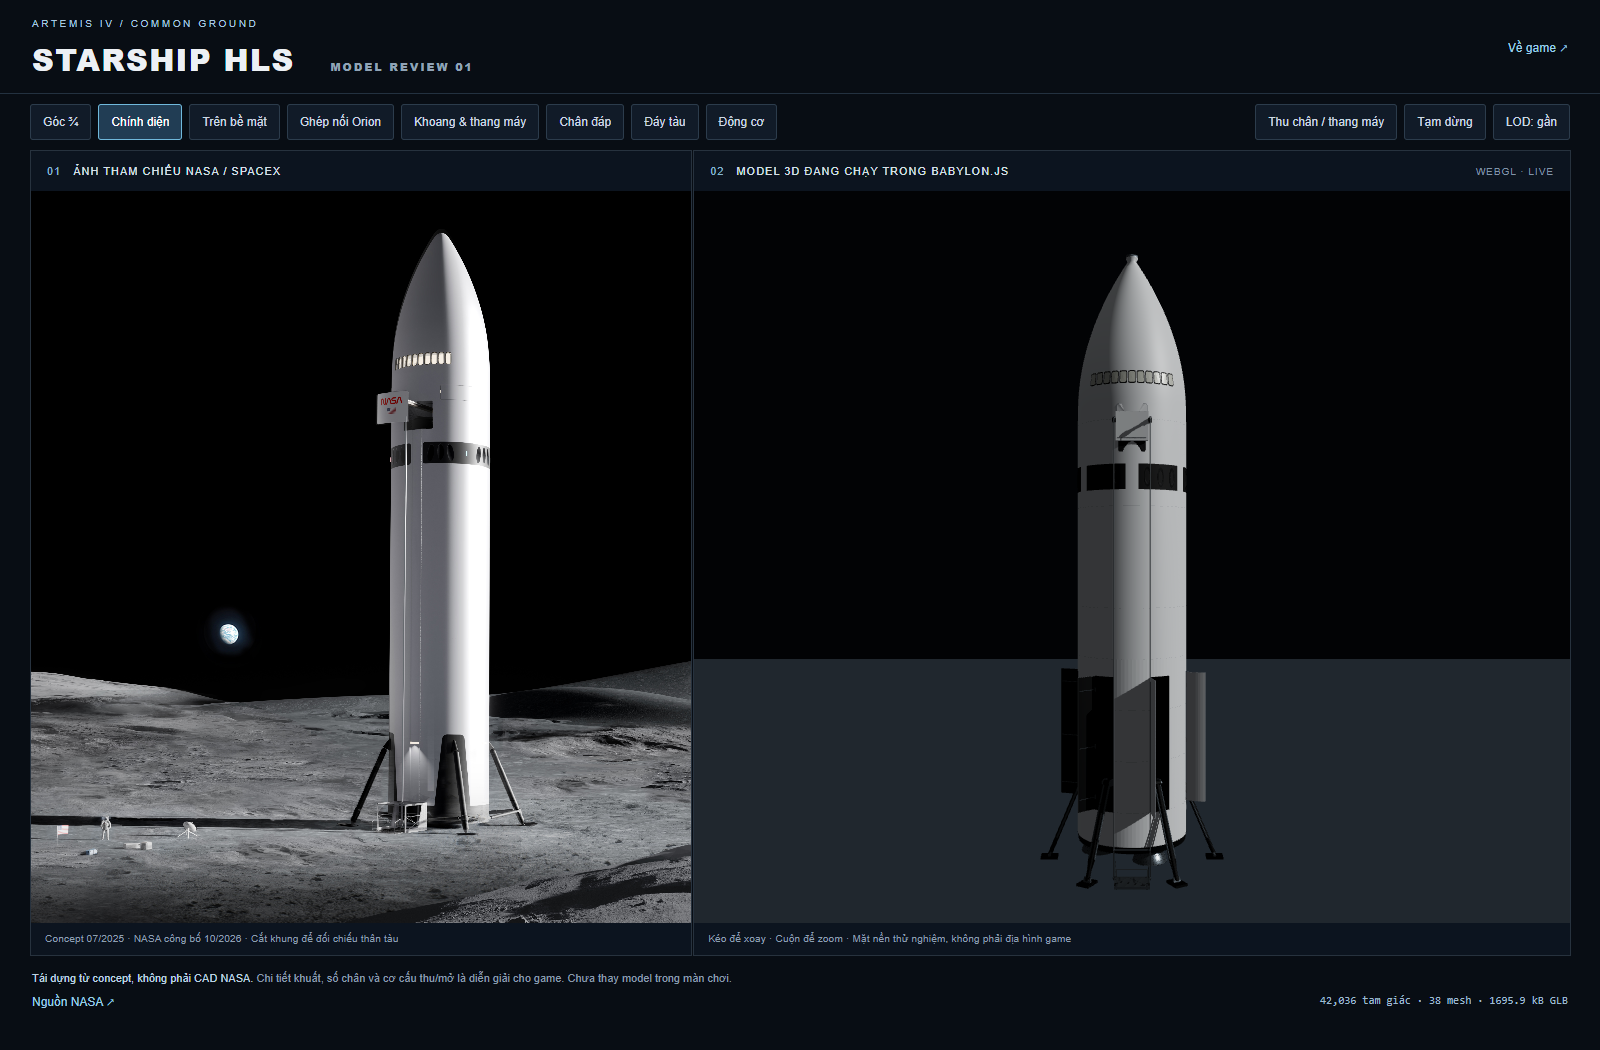 ARTEMIS IV / COMMON GROUND
STARSHIP HLS
MODEL REVIEW 01
Về game ↗
Góc ¾
Chính diện
Trên bề mặt
Ghép nối Orion
Khoang & thang máy
Chân đáp
Đáy tàu
Động cơ
Thu chân / thang máy
Tạm dừng
LOD: gần
01 ẢNH THAM CHIẾU NASA / SPACEX
02 MODEL 3D ĐANG CHẠY TRONG BABYLON.JS
WEBGL · LIVE
NASA
Concept 07/2025 · NASA công bố 10/2026 · Cắt khung để đối chiếu thân tàu
Kéo để xoay · Cuộn để zoom · Mặt nền thử nghiệm, không phải địa hình game
Tái dựng từ concept, không phải CAD NASA. Chi tiết khuất, số chân và cơ cấu thu/mở là diễn giải cho game. Chưa thay model trong màn chơi.
Nguồn NASA ↗
42,036 tam giác · 38 mesh · 1695.9 kB GLB